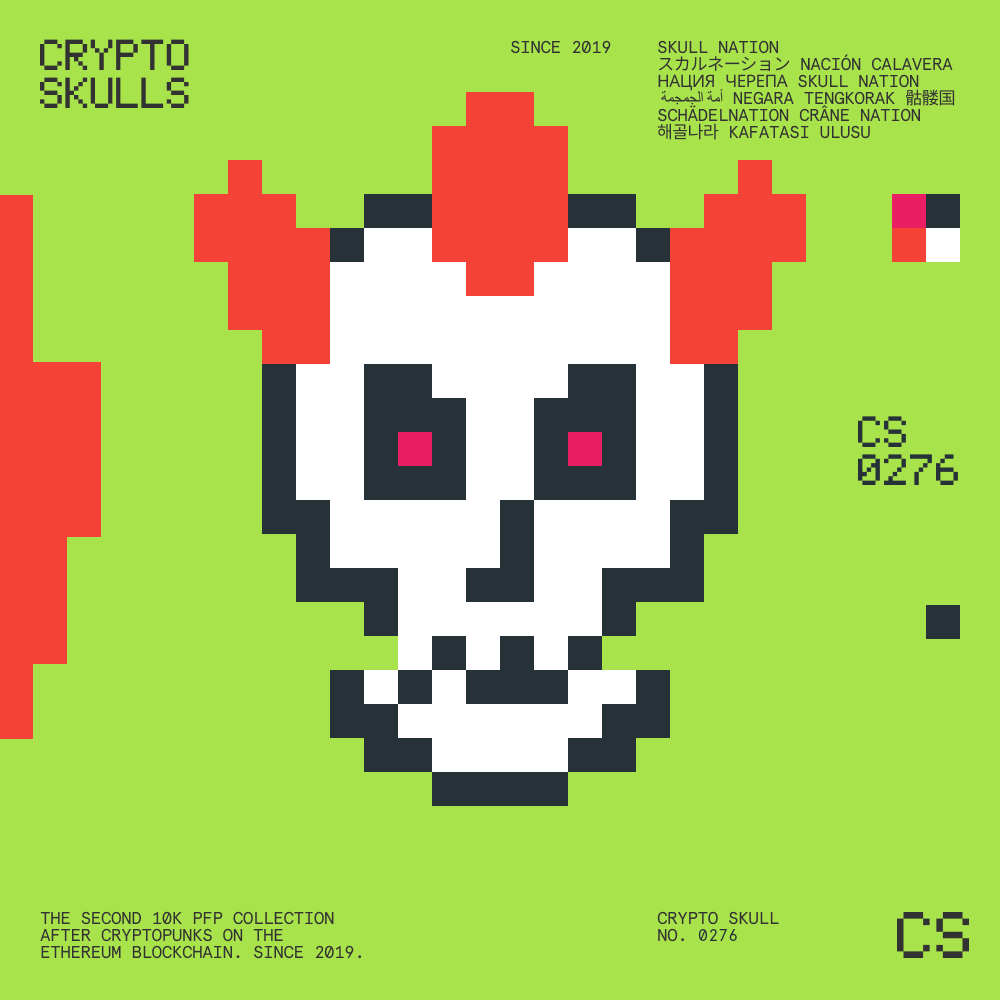 CRYPTO
SKULLS
SINCE 2019
SKULL NATION
スカルネーション NACIÓN CALAVERA
НАЦИЯ ЧЕРЕПА SKULL NATION
أمة الجمجمة NEGARA TENGKORAK 骷髅国
SCHÄDELNATION CRÂNE NATION
해골나라 KAFATASI ULUSU
CS
0276
THE SECOND 10K PFP COLLECTION
AFTER CRYPTOPUNKS ON THE
ETHEREUM BLOCKCHAIN. SINCE 2019.
CRYPTO SKULL
NO. 0276
CS